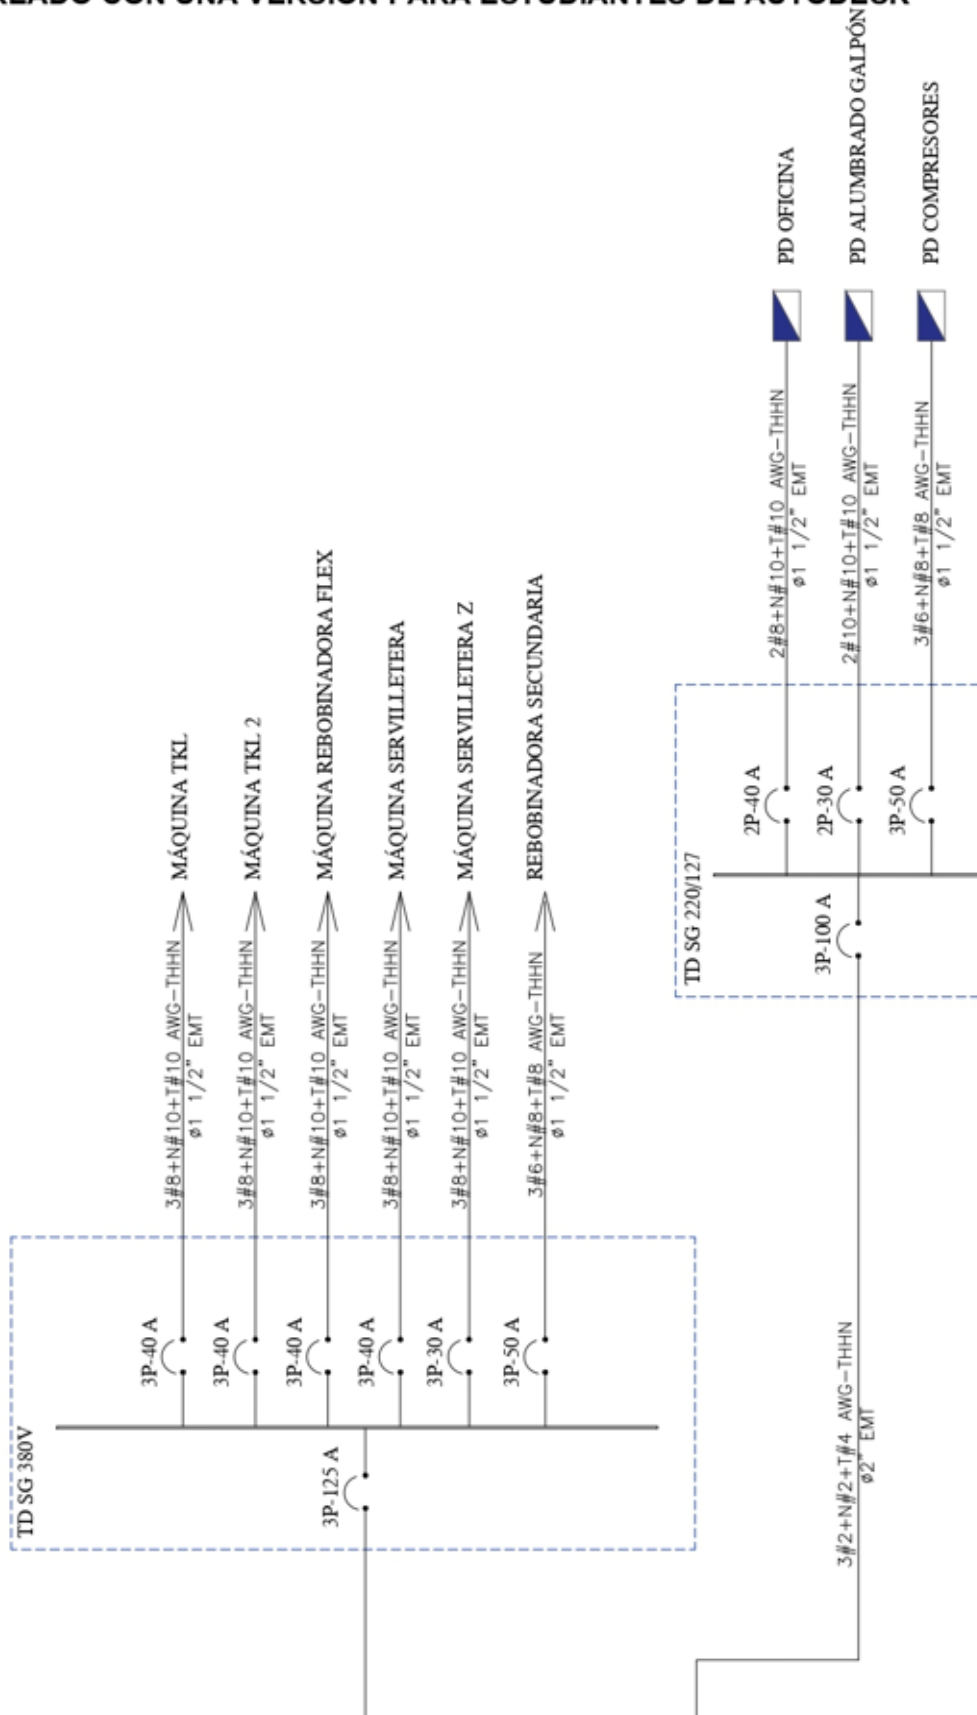 READO CON UNA VERSIÓN PARA ESTUDIANTES DE AUTODESK
TD SG 380V
3P-125 A
3P-40 A
3#8+N#10+T#10 AWG-THHN
ø1 1/2" EMT
MÁQUINA TKL
3P-40 A
3#8+N#10+T#10 AWG-THHN
ø1 1/2" EMT
MÁQUINA TKL 2
3P-40 A
3#8+N#10+T#10 AWG-THHN
ø1 1/2" EMT
MÁQUINA REBOBINADORA FLEX
3P-40 A
3#8+N#10+T#10 AWG-THHN
ø1 1/2" EMT
MÁQUINA SERVILLETERA
3P-30 A
3#8+N#10+T#10 AWG-THHN
ø1 1/2" EMT
MÁQUINA SERVILLETERA Z
3P-50 A
3#6+N#8+T#8 AWG-THHN
ø1 1/2" EMT
REBOBINADORA SECUNDARIA
3#2+N#2+T#4 AWG-THHN
ø2" EMT
TD SG 220/127
3P-100 A
2P-40 A
2#8+N#10+T#10 AWG-THHN
ø1 1/2" EMT
PD OFICINA
2P-30 A
2#10+N#10+T#10 AWG-THHN
ø1 1/2" EMT
PD ALUMBRADO GALPÓN
3P-50 A
3#6+N#8+T#8 AWG-THHN
ø1 1/2" EMT
PD COMPRESORES